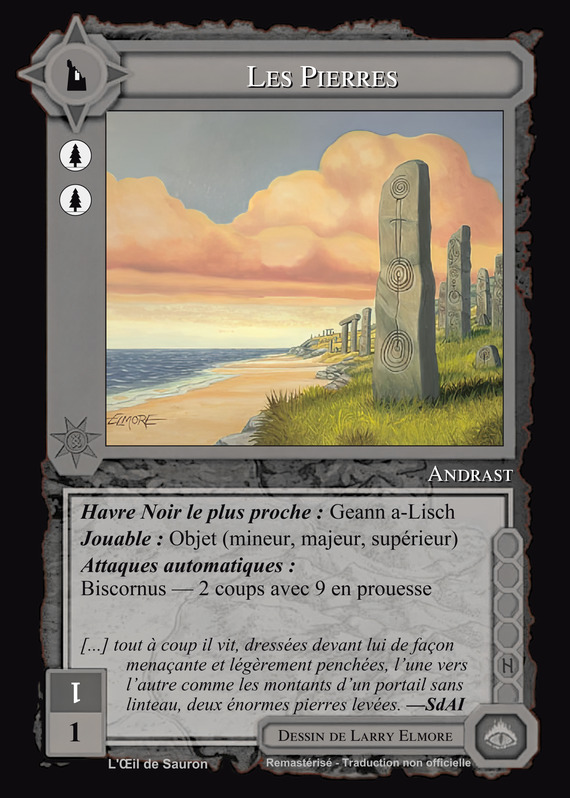 Les Pierres
ELMORE
Andrast
Havre Noir le plus proche : Geann a-Lisch
Jouable : Objet (mineur, majeur, supérieur)
Attaques automatiques :
Biscornus — 2 coups avec 9 en prouesse
[...] tout à coup il vit, dressées devant lui de façon
menaçante et légèrement penchées, l’une vers
l’autre comme les montants d’un portail sans
linteau, deux énormes pierres levées. —SdAI
1
1
Dessin de Larry Elmore
L'Œil de Sauron
Remastérisé - Traduction non officielle